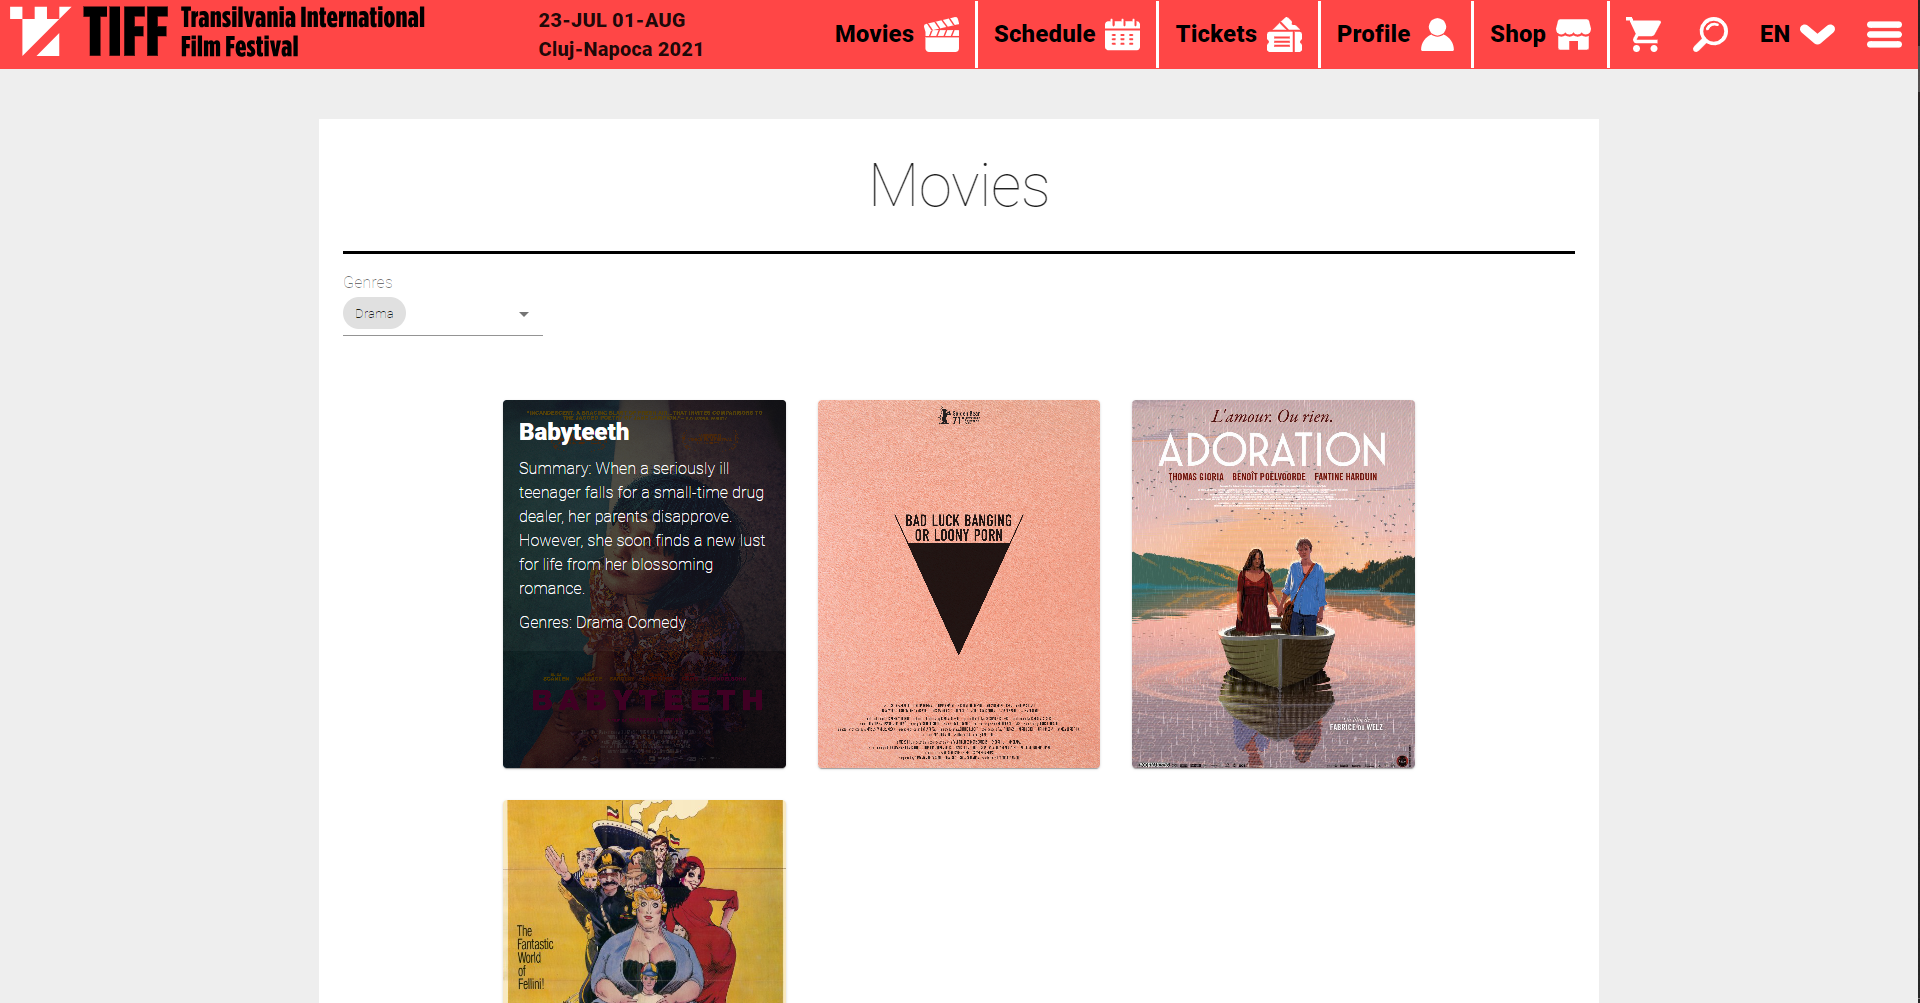 TIFF
Transilvania International
Film Festival
23-JUL 01-AUG
Cluj-Napoca 2021
Movies
Schedule
Tickets
Profile
Shop
EN
Movies
Genres
Drama
Babyteeth
Summary: When a seriously ill
teenager falls for a small-time drug
dealer, her parents disapprove.
However, she soon finds a new lust
for life from her blossoming
romance.
Genres: Drama Comedy
BABYTEETH
BAD LUCK BANGING
OR LOONY PORN
L'amour. Ou rien.
ADORATION
THOMAS GIORIA BENOÎT POELVOORDE FANTINE HARDUIN
FABRICE DU WELZ
The
Fantastic
World
of
Fellini!